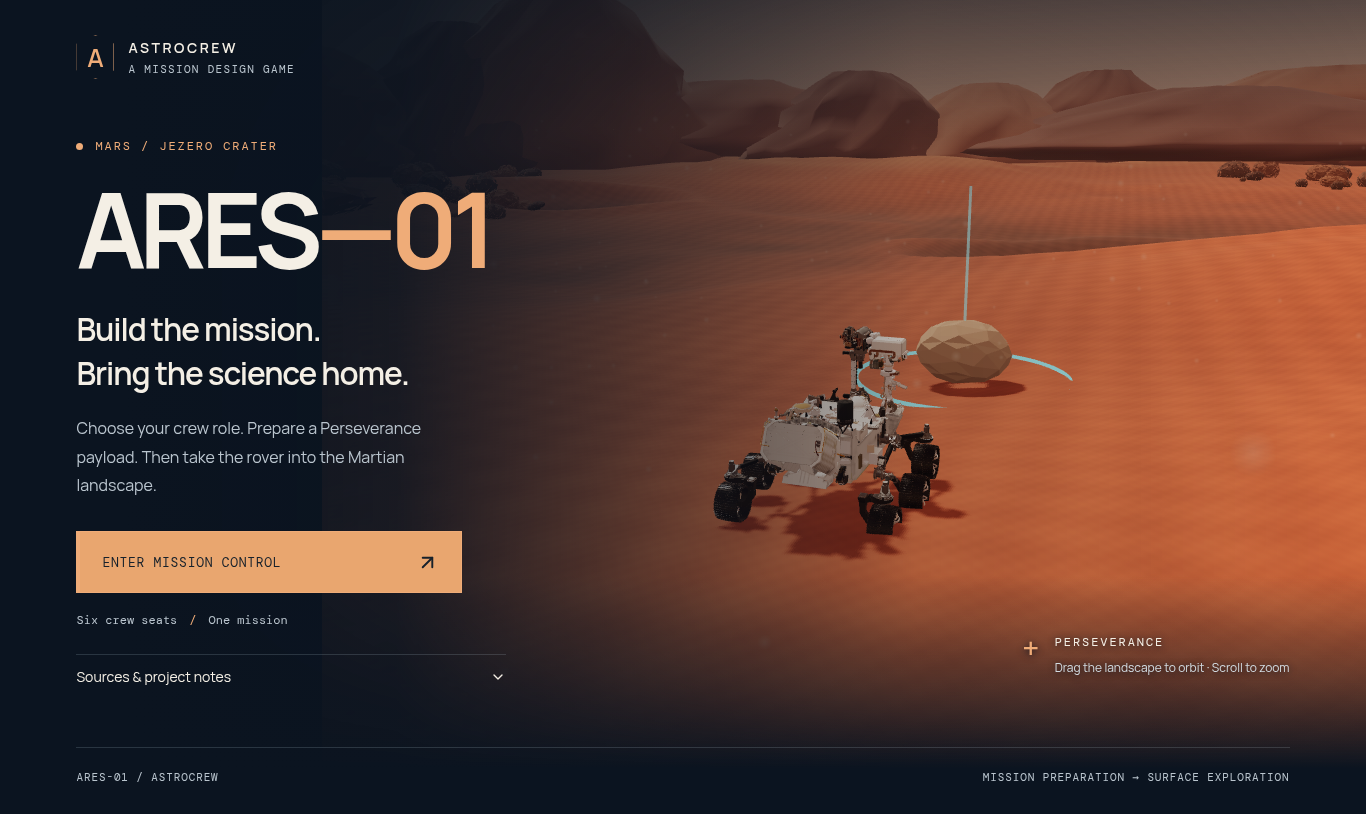 A
ASTROCREW
A MISSION DESIGN GAME
MARS / JEZERO CRATER
ARES—01
Build the mission.
Bring the science home.
Choose your crew role. Prepare a Perseverance
payload. Then take the rover into the Martian
landscape.
ENTER MISSION CONTROL
Six crew seats / One mission
Sources & project notes
PERSEVERANCE
Drag the landscape to orbit · Scroll to zoom
ARES-01 / ASTROCREW
MISSION PREPARATION → SURFACE EXPLORATION